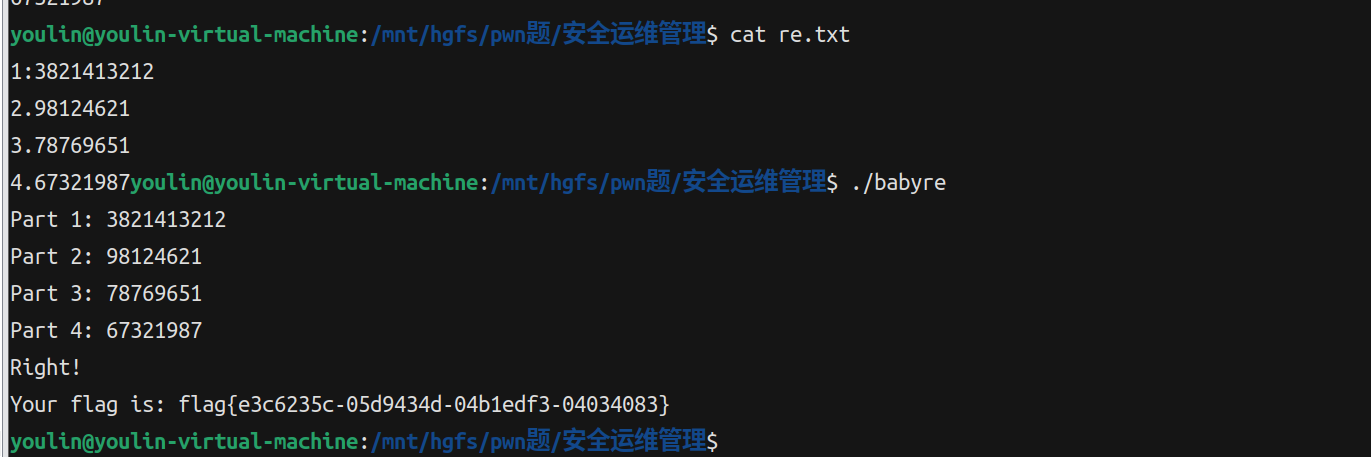 67321987
youlin@youlin-virtual-machine:/mnt/hgfs/pwn题/安全运维管理$ cat re.txt
1:3821413212
2.98124621
3.78769651
4.67321987youlin@youlin-virtual-machine:/mnt/hgfs/pwn题/安全运维管理$ ./babyre
Part 1: 3821413212
Part 2: 98124621
Part 3: 78769651
Part 4: 67321987
Right!
Your flag is: flag{e3c6235c-05d9434d-04b1edf3-04034083}
youlin@youlin-virtual-machine:/mnt/hgfs/pwn题/安全运维管理$